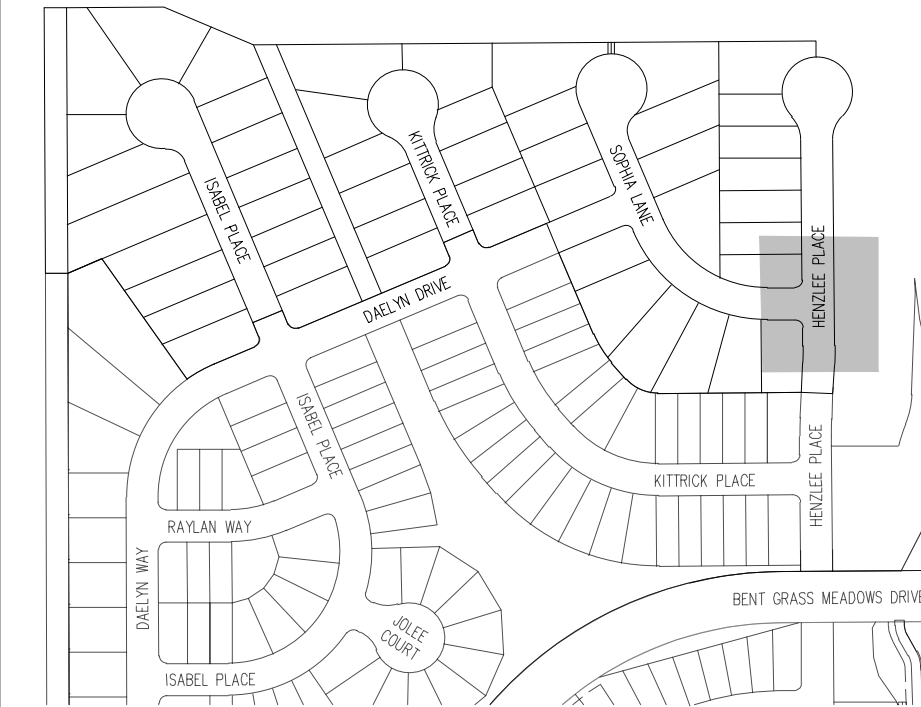 KITTRICK PLACE
SOPHIA LANE
ISABEL PLACE
HENZLEE PLACE
DAELYN DRIVE
ISABEL PLACE
HENZLEE PLACE
KITTRICK PLACE
RAYLAN WAY
DAELYN WAY
BENT GRASS MEADOWS DRIVE
JOLEE
COURT
ISABEL PLACE